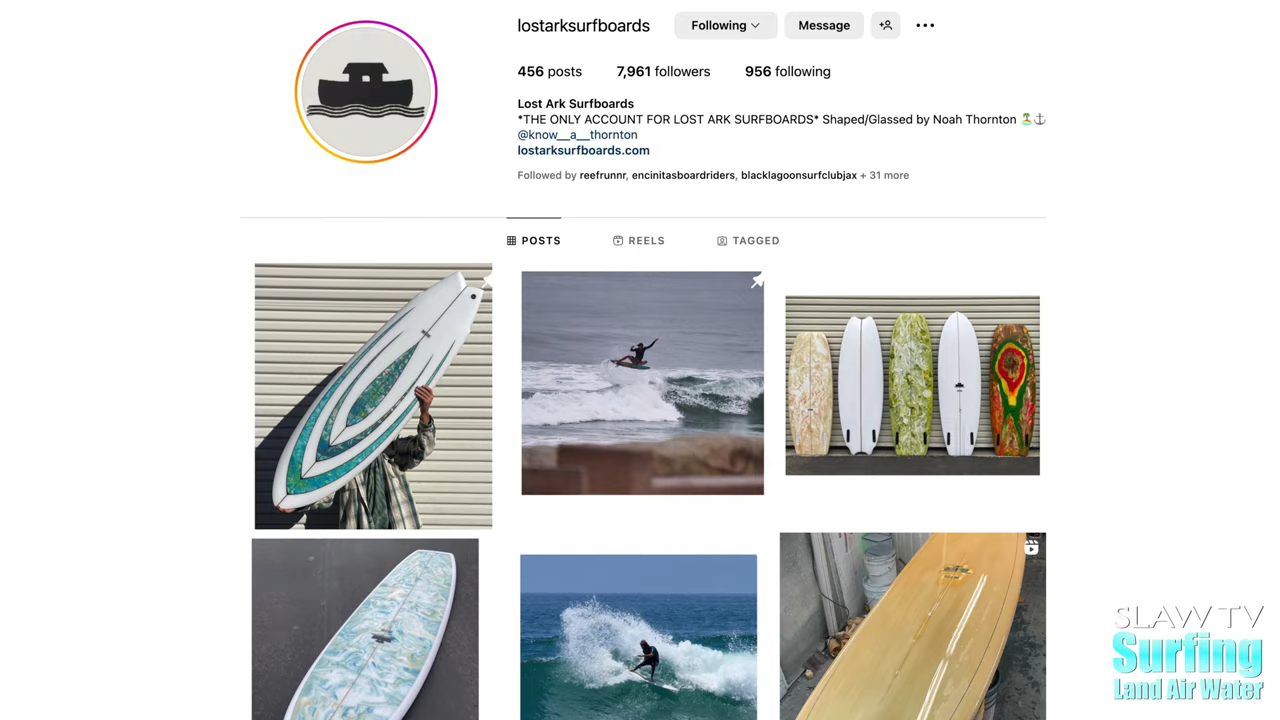 lostarksurfboards Following Message
456 posts 7,961 followers 956 following
Lost Ark Surfboards
*THE ONLY ACCOUNT FOR LOST ARK SURFBOARDS* Shaped/Glassed by Noah Thornton 🏝️⚓
@know__a__thornton
lostarksurfboards.com
Followed by reefrunnr, encinitasboardriders, blacklagoonsurfclubjax + 31 more
POSTS REELS TAGGED
SLAW TV
Surfing
Land Air Water